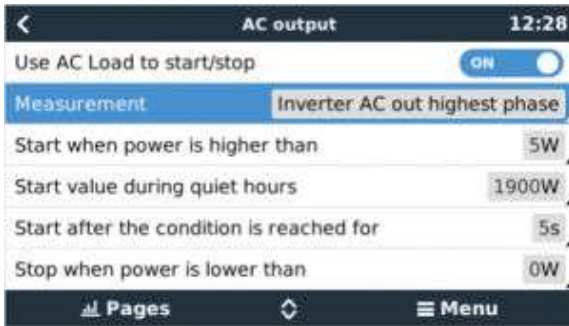 AC output 12:28
Use AC Load to start/stop ON
Measurement Inverter AC out highest phase
Start when power is higher than 5W
Start value during quiet hours 1900W
Start after the condition is reached for 5s
Stop when power is lower than 0W
Pages Menu